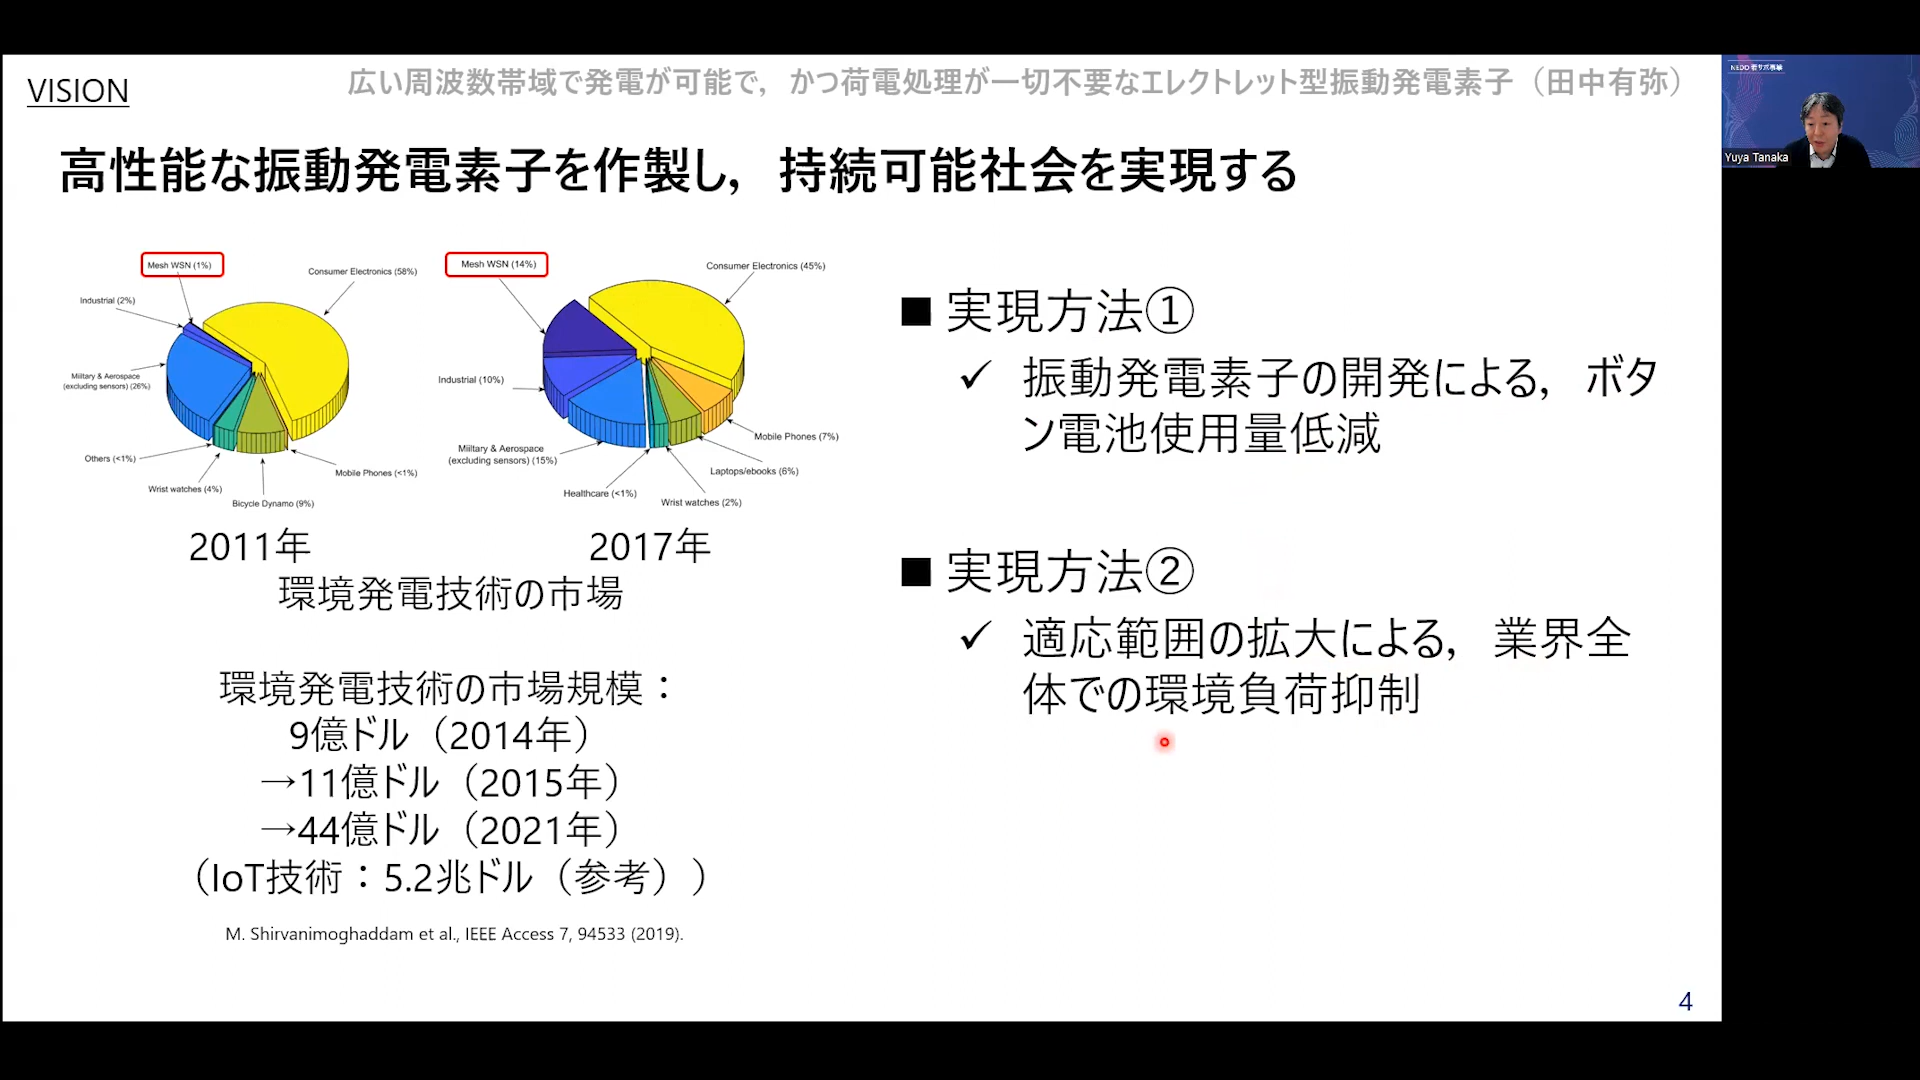 VISION
広い周波数帯域で発電が可能で，かつ荷電処理が一切不要なエレクトレット型振動発電素子（田中有弥）
NEDO 若サポ事業
Yuya Tanaka
高性能な振動発電素子を作製し，持続可能社会を実現する
Mesh WSN (1%)
Consumer Electronics (58%)
Industrial (2%)
Military & Aerospace
(excluding sensors) (26%)
Others (<1%)
Wrist watches (4%)
Bicycle Dynamo (9%)
Mobile Phones (<1%)
2011年
Mesh WSN (14%)
Consumer Electronics (45%)
Industrial (10%)
Military & Aerospace
(excluding sensors) (15%)
Healthcare (<1%)
Wrist watches (2%)
Laptops/ebooks (6%)
Mobile Phones (7%)
2017年
環境発電技術の市場
環境発電技術の市場規模：
9億ドル（2014年）
→11億ドル（2015年）
→44億ドル（2021年）
（IoT技術：5.2兆ドル（参考））
M. Shirvanimoghaddam et al., IEEE Access 7, 94533 (2019).
■ 実現方法①
✓ 振動発電素子の開発による，ボタ
ン電池使用量低減
■ 実現方法②
✓ 適応範囲の拡大による，業界全
体での環境負荷抑制
4